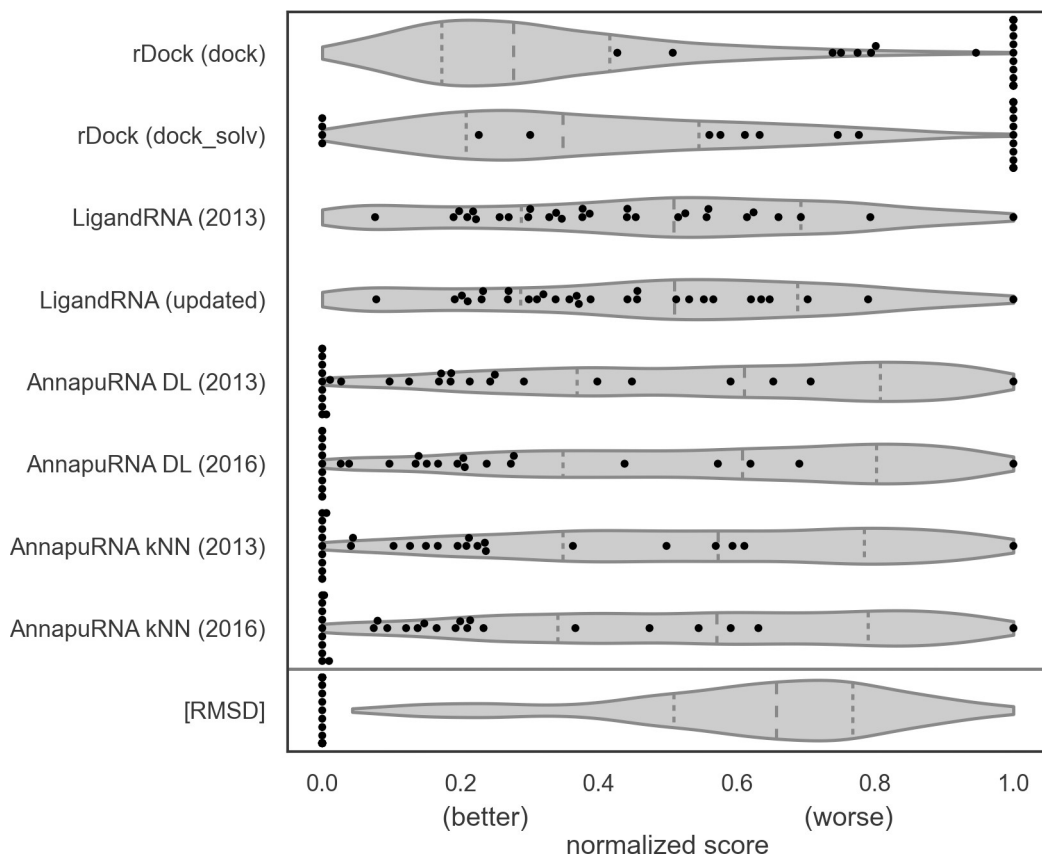 rDock (dock)
rDock (dock_solv)
LigandRNA (2013)
LigandRNA (updated)
AnnapuRNA DL (2013)
AnnapuRNA DL (2016)
AnnapuRNA kNN (2013)
AnnapuRNA kNN (2016)
[RMSD]
0.0 0.2 0.4 0.6 0.8 1.0
(better) (worse)
normalized score